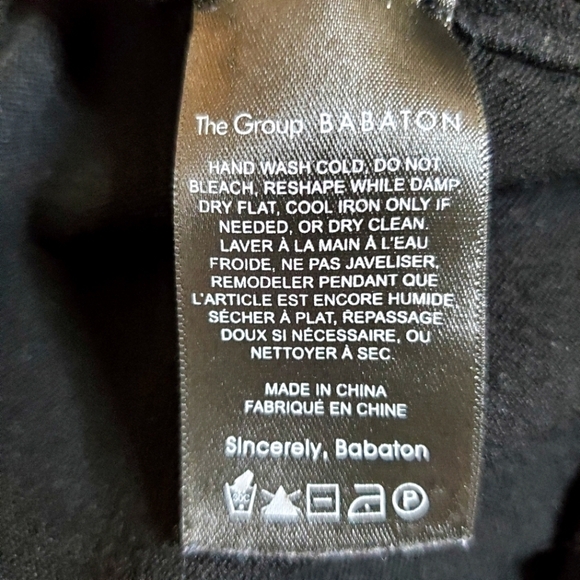 The Group BABATON
HAND WASH COLD, DO NOT
BLEACH, RESHAPE WHILE DAMP
DRY FLAT, COOL IRON ONLY IF
NEEDED, OR DRY CLEAN.
LAVER À LA MAIN À L'EAU
FROIDE, NE PAS JAVELISER,
REMODELER PENDANT QUE
L'ARTICLE EST ENCORE HUMIDE,
SÉCHER À PLAT, REPASSAGE
DOUX SI NÉCESSAIRE, OU
NETTOYER À SEC.
MADE IN CHINA
FABRIQUÉ EN CHINE
Sincerely, Babaton
P